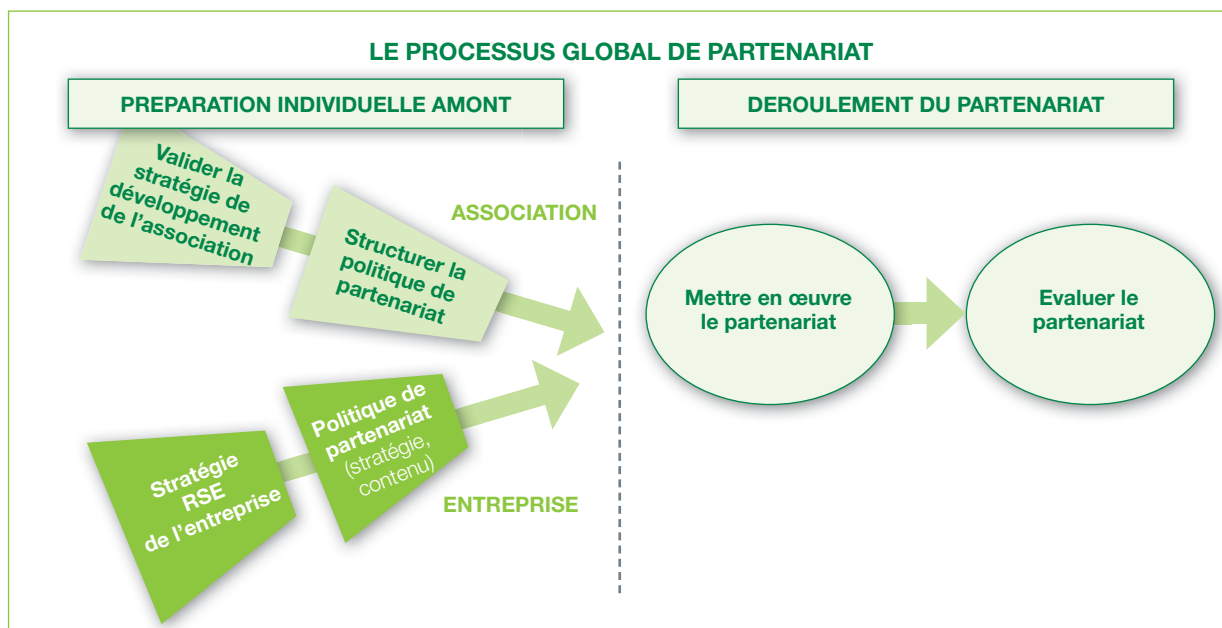 LE PROCESSUS GLOBAL DE PARTENARIAT
PREPARATION INDIVIDUELLE AMONT
DEROULEMENT DU PARTENARIAT
Valider la
stratégie de
développement
de l'association
Structurer la
politique de
partenariat
ASSOCIATION
Mettre en œuvre
le partenariat
Evaluer le
partenariat
Stratégie
RSE
de l'entreprise
Politique de
partenariat
(stratégie,
contenu)
ENTREPRISE